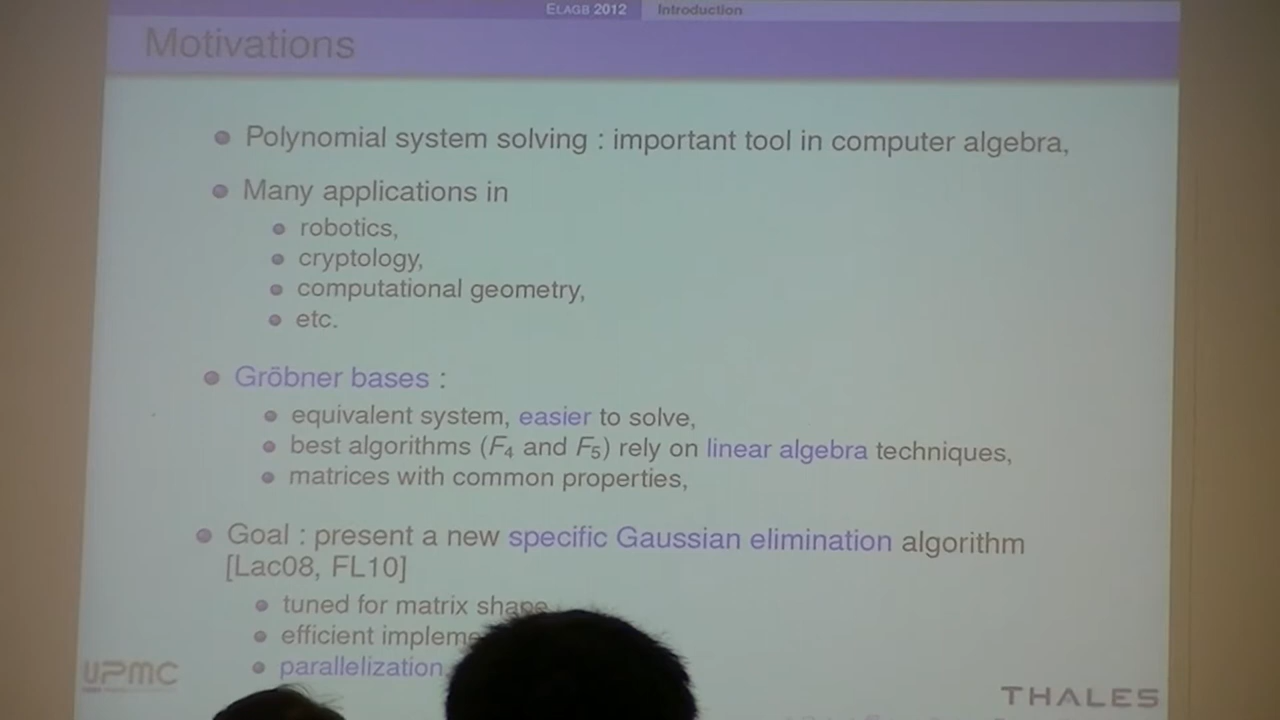 ELAGB 2012 Introduction
Motivations
Polynomial system solving : important tool in computer algebra,
Many applications in
robotics,
cryptology,
computational geometry,
etc.
Gröbner bases :
equivalent system, easier to solve,
best algorithms (F₄ and F₅) rely on linear algebra techniques,
matrices with common properties,
Goal : present a new specific Gaussian elimination algorithm
[Lac08, FL10]
tuned for matrix shape
efficient impleme
parallelization
UPMC
THALES